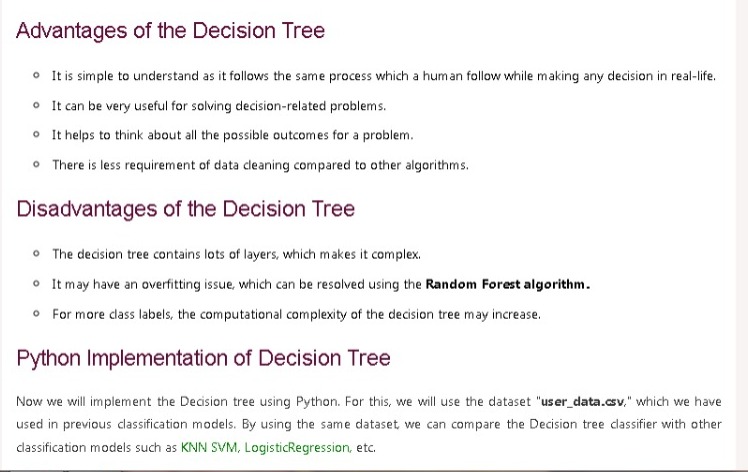 Advantages of the Decision Tree
It is simple to understand as it follows the same process which a human follow while making any decision in real-life.
It can be very useful for solving decision-related problems.
It helps to think about all the possible outcomes for a problem.
There is less requirement of data cleaning compared to other algorithms.
Disadvantages of the Decision Tree
The decision tree contains lots of layers, which makes it complex.
It may have an overfitting issue, which can be resolved using the Random Forest algorithm.
For more class labels, the computational complexity of the decision tree may increase.
Python Implementation of Decision Tree
Now we will implement the Decision tree using Python. For this, we will use the dataset "user_data.csv," which we have
used in previous classification models. By using the same dataset, we can compare the Decision tree classifier with other
classification models such as KNN SVM, LogisticRegression, etc.